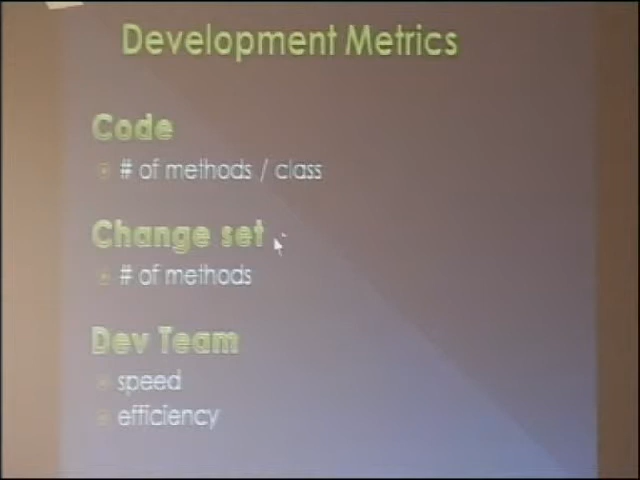 Development Metrics
Code
# of methods / class
Change set
# of methods
Dev Team
speed
efficiency